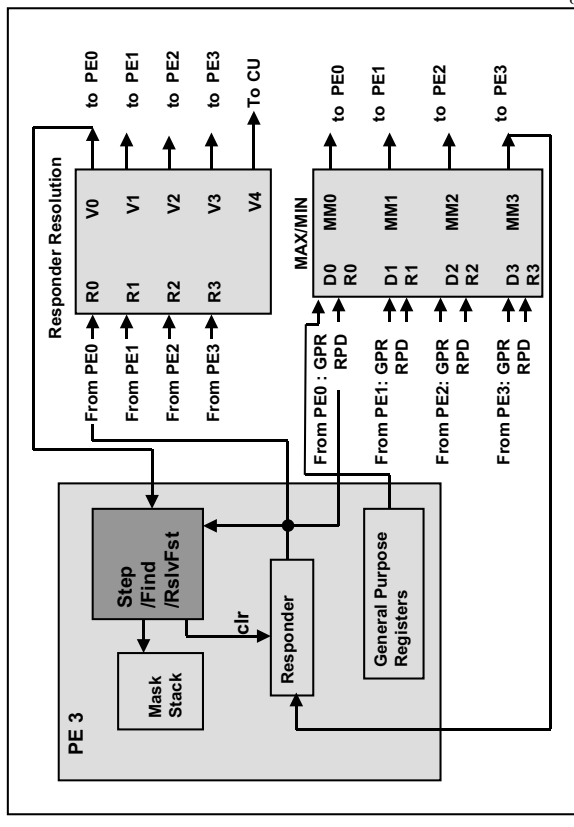 PE 3
Mask
Stack
Step
/Find
/RslvFst
clr
Responder
General Purpose
Registers
Responder Resolution
From PE0
From PE1
From PE2
From PE3
R0
R1
R2
R3
V0
V1
V2
V3
V4
to PE0
to PE1
to PE2
to PE3
To CU
MAX/MIN
From PE0 : GPR
RPD
From PE1: GPR
RPD
From PE2: GPR
RPD
From PE3: GPR
RPD
D0
R0
D1
R1
D2
R2
D3
R3
MM0
MM1
MM2
MM3
to PE0
to PE1
to PE2
to PE3